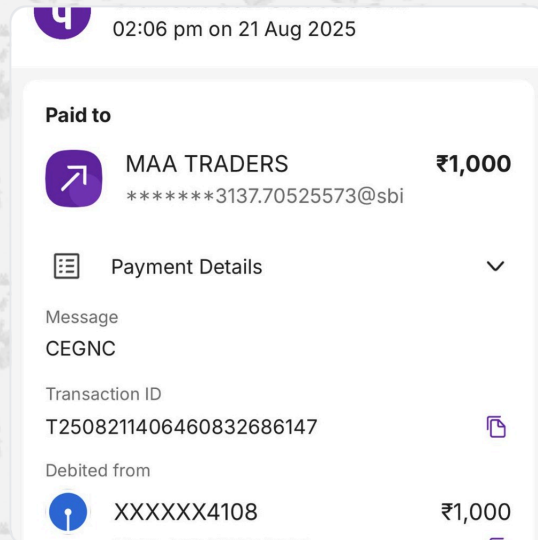 पे
02:06 pm on 21 Aug 2025
Paid to
MAA TRADERS ₹1,000
*******3137.70525573@sbi
Payment Details
Message
CEGNC
Transaction ID
T2508211406460832686147
Debited from
XXXXXX4108 ₹1,000